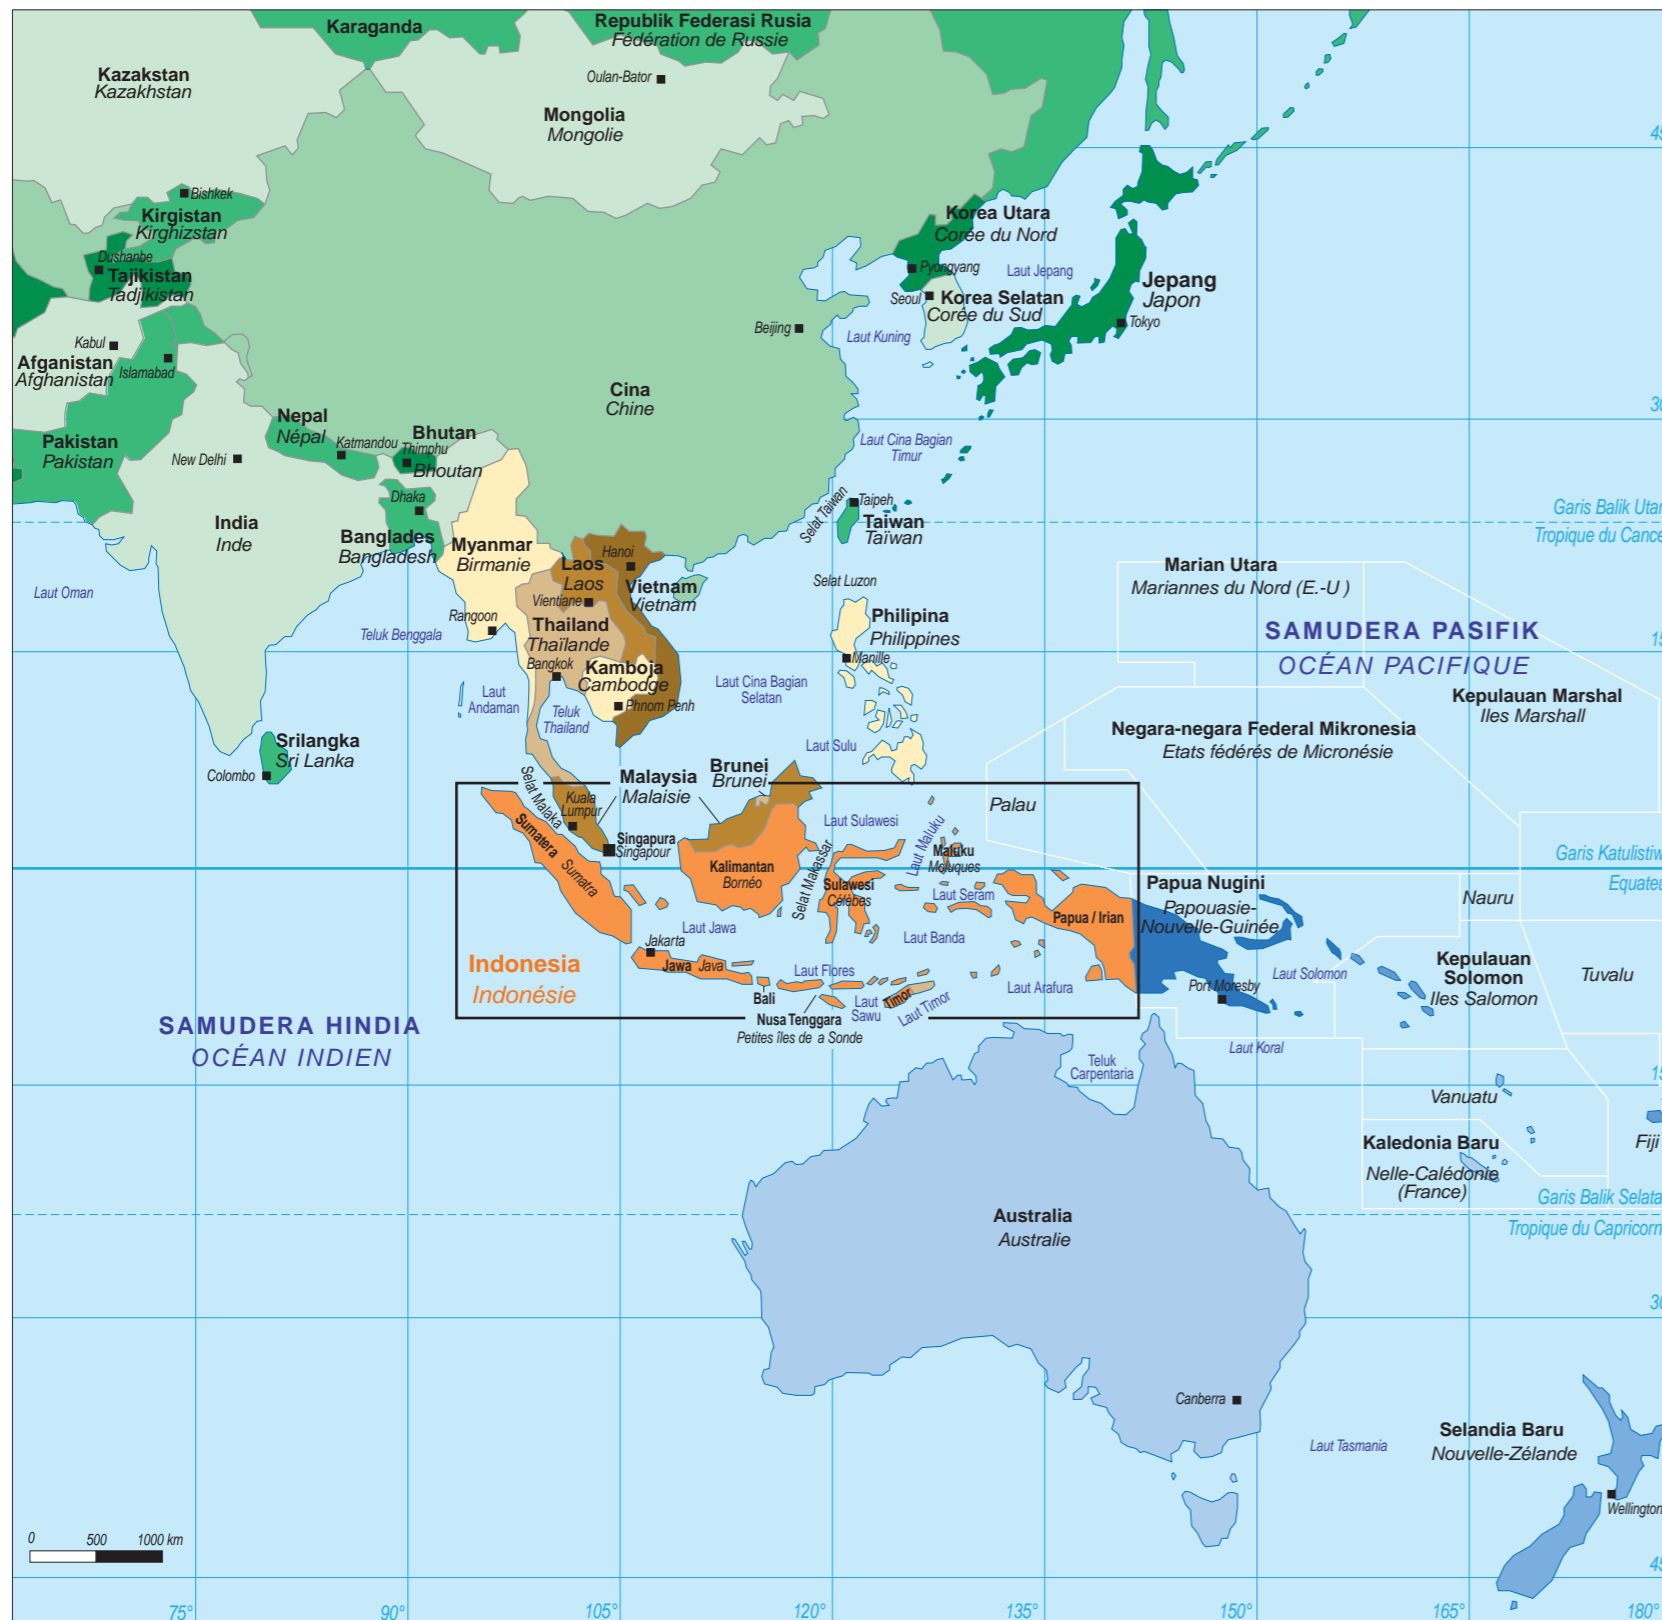 Karaganda
Republik Federasi Rusia
Fédération de Russie
Kazakstan
Kazakhstan
Oulan-Bator
Mongolia
Mongolie
45
Bishkek
Kirgistan
Kirghizstan
Korea Utara
Corée du Nord
Dushanbe
Tajikistan
Tadjikistan
Pyongyang
Laut Jepang
Jepang
Japon
Seoul
Korea Selatan
Corée du Sud
Tokyo
Beijing
Laut Kuning
Kabul
Afganistan
Afghanistan
Islamabad
Cina
Chine
30
Nepal
Népal
Katmandou
Bhutan
Thimphu
Bhoutan
Pakistan
Pakistan
New Delhi
Laut Cina Bagian
Timur
Dhaka
Selat Taiwan
Taipeh
Taiwan
Taïwan
Garis Balik Utar
Tropique du Cance
India
Inde
Banglades
Bangladesh
Myanmar
Birmanie
Hanoi
Laos
Laos
Vientiane
Vietnam
Vietnam
Selat Luzon
Marian Utara
Mariannes du Nord (E.-U )
Laut Oman
Rangoon
Teluk Benggala
Thailand
Thaïlande
Bangkok
Philipina
Philippines
Manille
SAMUDERA PASIFIK
OCÉAN PACIFIQUE
15
Kamboja
Cambodge
Phnom Penh
Laut
Andaman
Teluk
Thailand
Laut Cina Bagian
Selatan
Kepulauan Marshal
Iles Marshall
Negara-negara Federal Mikronesia
Etats fédérés de Micronésie
Srilangka
Sri Lanka
Colombo
Laut Sulu
Malaysia
Malaisie
Brunei
Brunei
Selat Malaka
Kuala
Lumpur
Palau
Sumatera
Sumatra
Singapura
Singapour
Laut Sulawesi
Laut Maluku
Maluku
Moluques
Kalimantan
Bornéo
Selat Makassar
Sulawesi
Célèbes
Laut Seram
Garis Katulistiw
Equateu
Papua Nugini
Papouasie-
Nouvelle-Guinée
Nauru
Papua / Irian
Laut Jawa
Laut Banda
Jakarta
Jawa
Java
Indonesia
Indonésie
Laut Flores
Laut Arafura
Laut Solomon
Port Moresby
Kepulauan
Solomon
Iles Salomon
Tuvalu
Bali
Nusa Tenggara
Petites îles de a Sonde
Laut
Sawu
Timor
Laut Timor
SAMUDERA HINDIA
OCÉAN INDIEN
Teluk
Carpentaria
Laut Koral
15
Vanuatu
Kaledonia Baru
Nelle-Calédonie
(France)
Fiji
Garis Balik Selata
Tropique du Capricorn
Australia
Australie
30
Canberra
Laut Tasmania
Selandia Baru
Nouvelle-Zélande
Wellington
0 500 1000 km
45
75° 90° 105° 120° 135° 150° 165° 180°